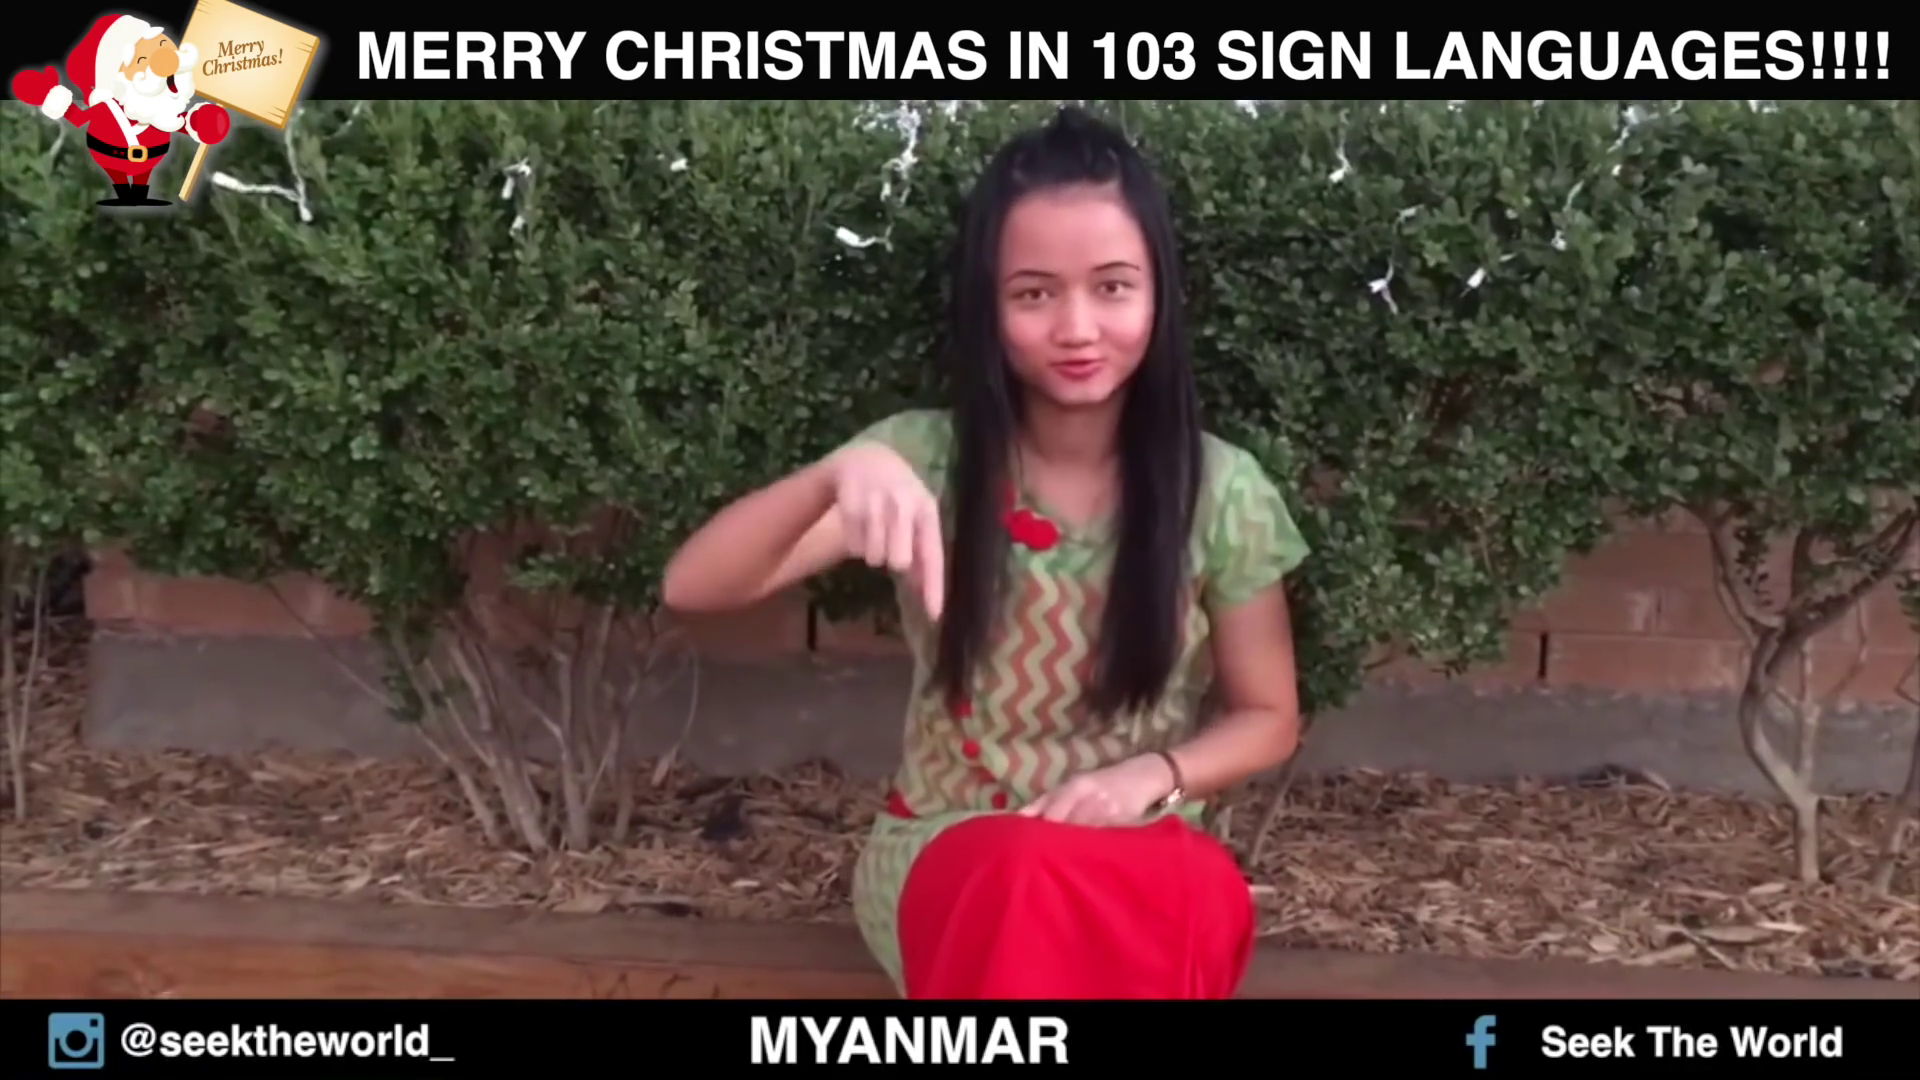 Merry
Christmas!
MERRY CHRISTMAS IN 103 SIGN LANGUAGES!!!!
@seektheworld_
MYANMAR
Seek The World